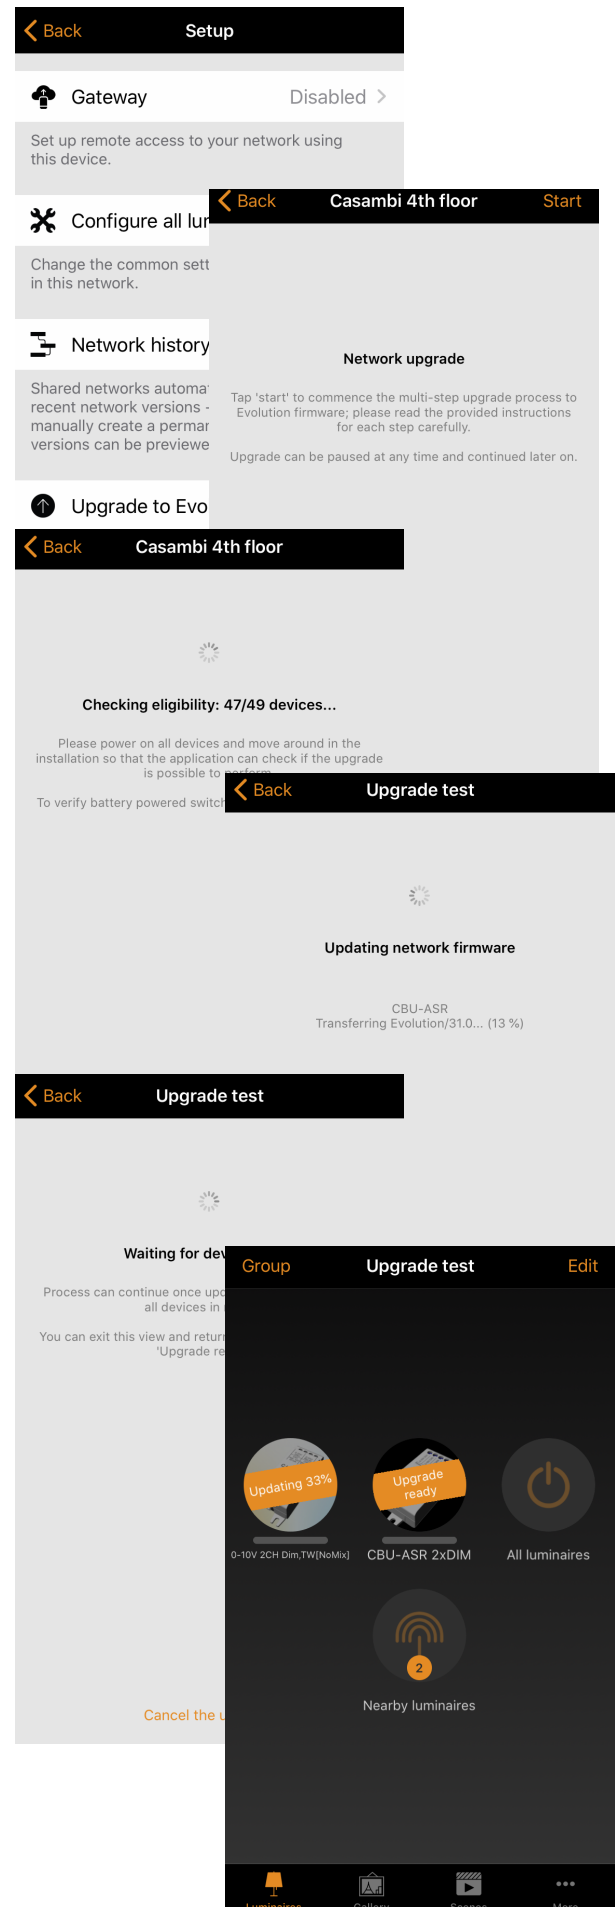 Back Setup
Gateway Disabled
Set up remote access to your network using
this device.
Back Casambi 4th floor Start
Configure all lur
Change the common sett
in this network.
Network history
Shared networks automa
recent network versions -
manually create a permar
versions can be previewe
Upgrade to Evo
Network upgrade
Tap 'start' to commence the multi-step upgrade process to
Evolution firmware; please read the provided instructions
for each step carefully.
Upgrade can be paused at any time and continued later on.
Back Casambi 4th floor
Checking eligibility: 47/49 devices...
Please power on all devices and move around in the
installation so that the application can check if the upgrade
is possible to perform
To verify battery powered switch
Back Upgrade test
Updating network firmware
CBU-ASR
Transferring Evolution/31.0... (13 %)
Back Upgrade test
Waiting for dev
Process can continue once upd
all devices in
You can exit this view and return
'Upgrade re
Cancel the u
Group Upgrade test Edit
Updating 33%
Upgrade
ready
0-10V 2CH Dim,TW[NoMix] CBU-ASR 2xDIM All luminaires
2
Nearby luminaires
Luminaires Gallery Scenes More